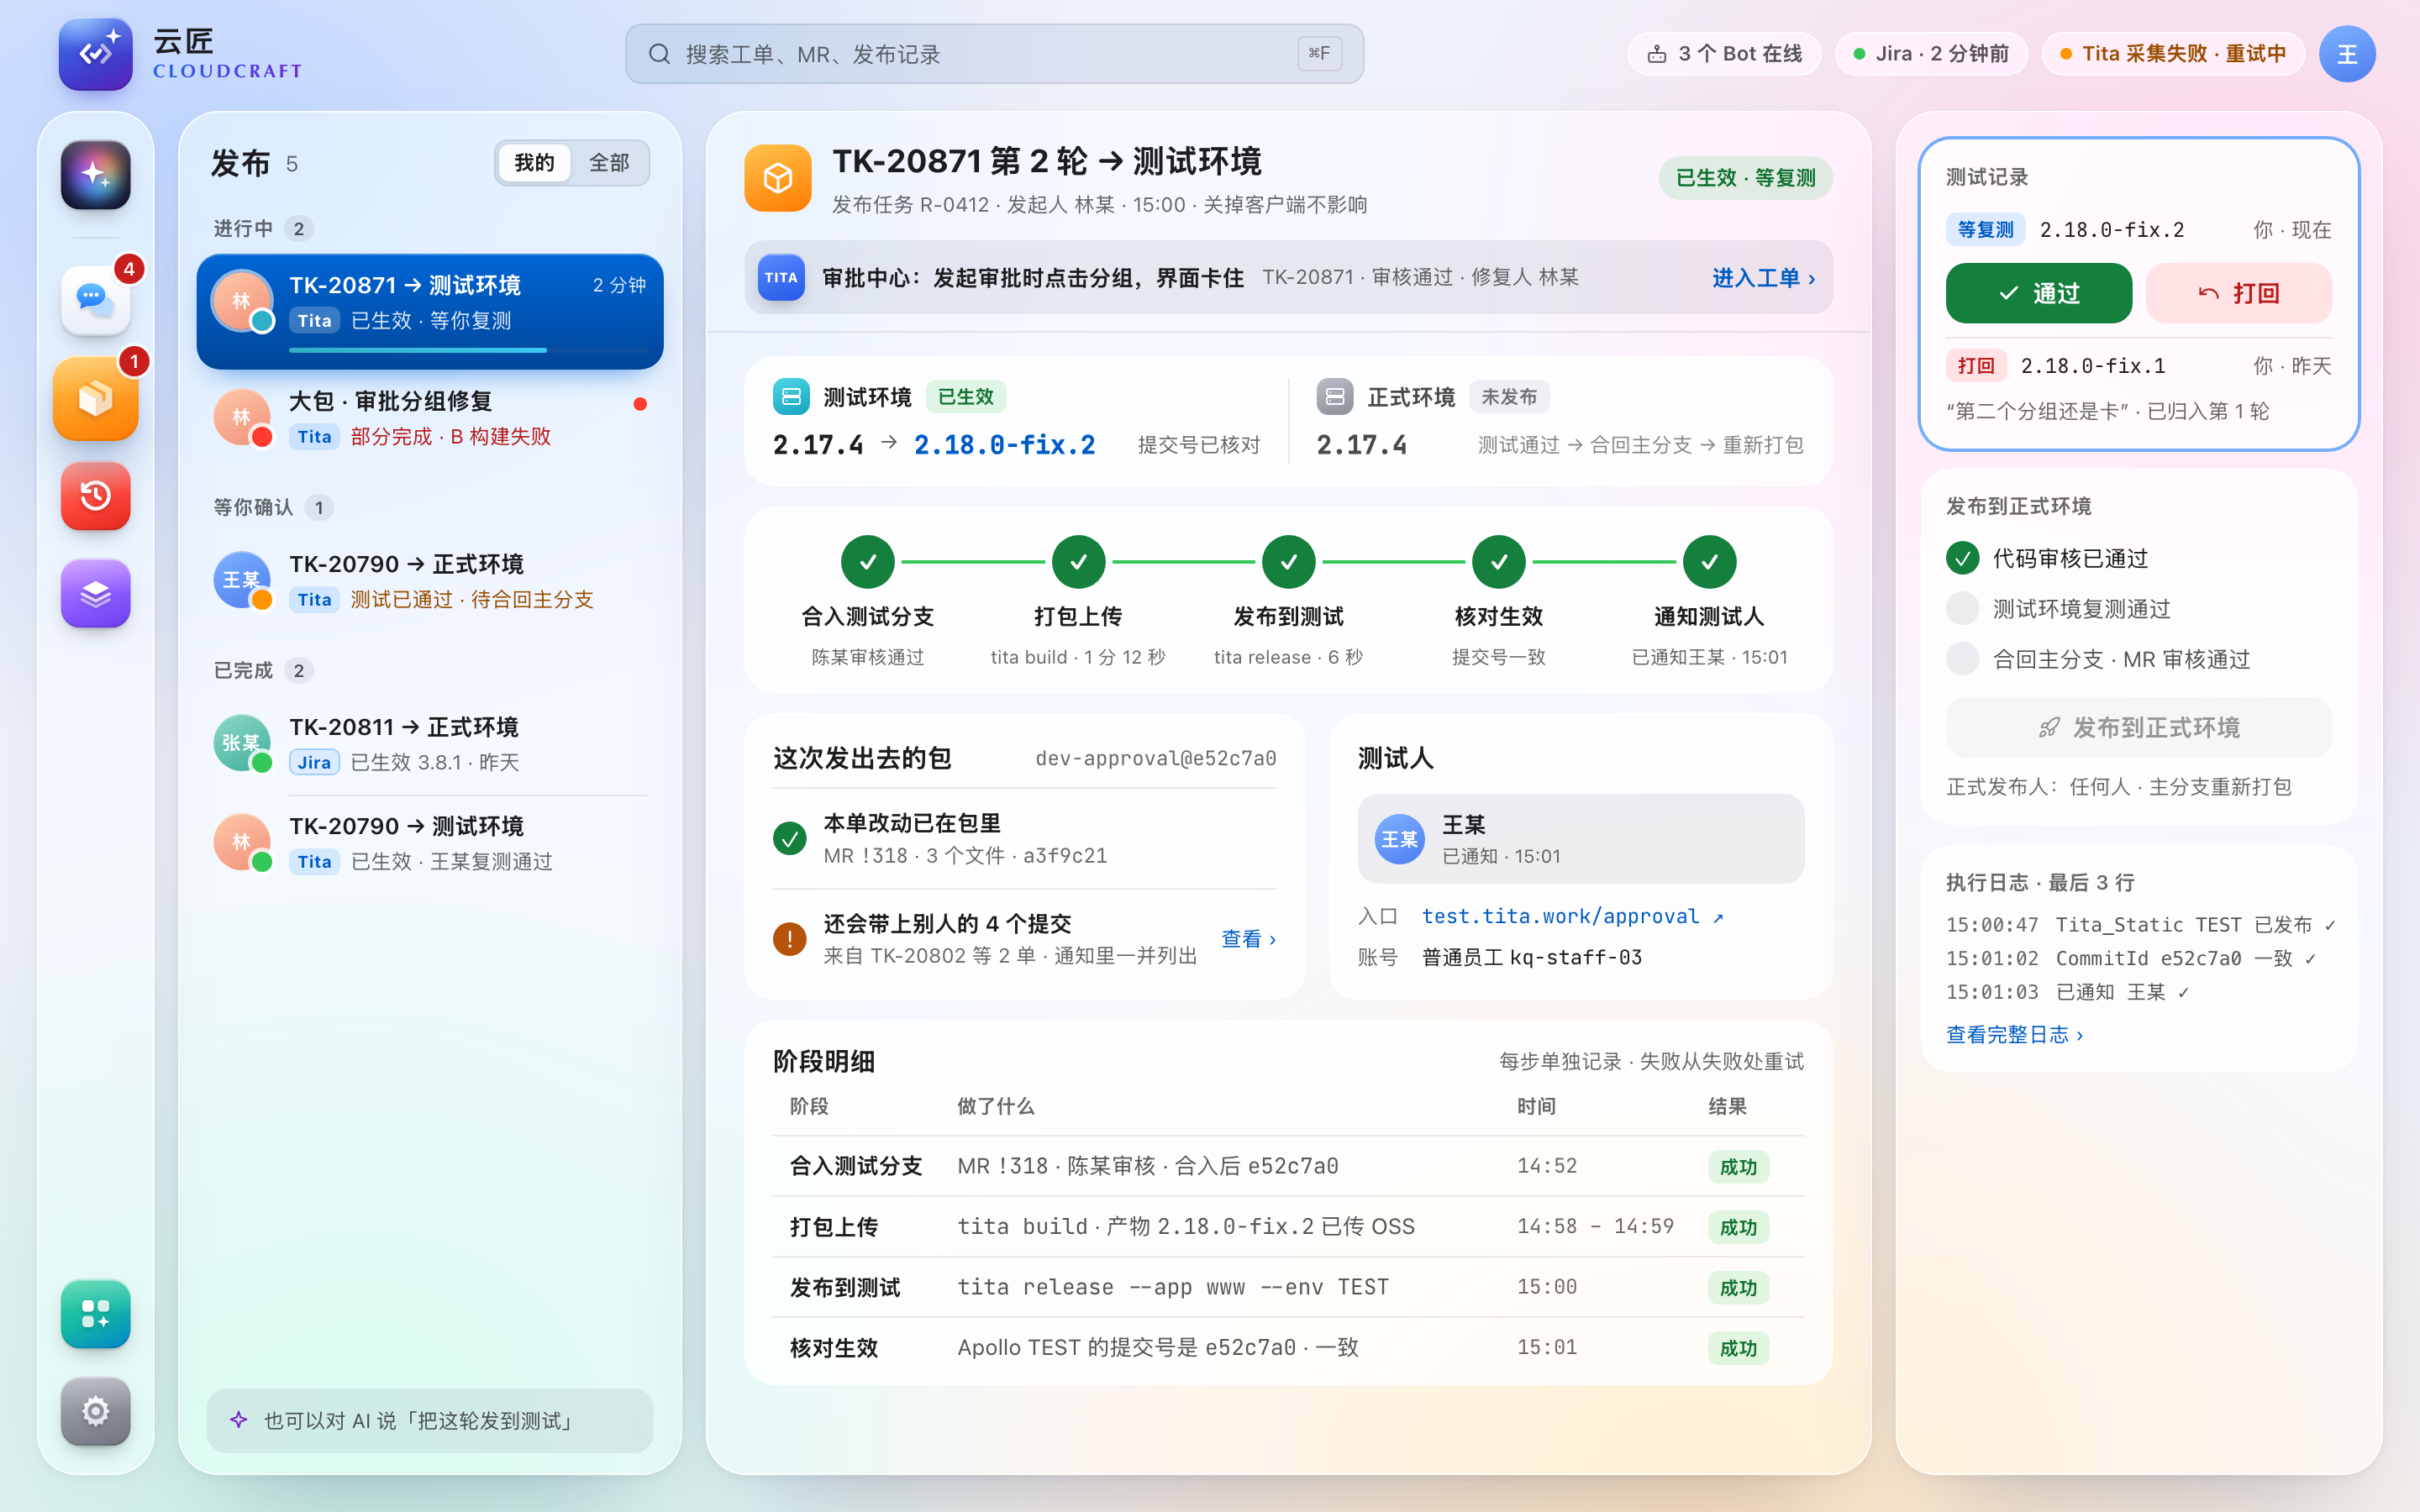 云匠
CLOUDCRAFT
搜索工单、MR、发布记录
⌘F
3 个 Bot 在线
Jira · 2 分钟前
Tita 采集失败 · 重试中
王
4
1
发布 5
我的
全部
进行中 2
林
TK-20871 → 测试环境
2 分钟
Tita 已生效 · 等你复测
林
大包 · 审批分组修复
Tita 部分完成 · B 构建失败
等你确认 1
王某
TK-20790 → 正式环境
Tita 测试已通过 · 待合回主分支
已完成 2
张某
TK-20811 → 正式环境
Jira 已生效 3.8.1 · 昨天
林
TK-20790 → 测试环境
Tita 已生效 · 王某复测通过
也可以对 AI 说「把这轮发到测试」
TK-20871 第 2 轮 → 测试环境
发布任务 R-0412 · 发起人 林某 · 15:00 · 关掉客户端不影响
已生效 · 等复测
TITA
审批中心：发起审批时点击分组，界面卡住
TK-20871 · 审核通过 · 修复人 林某
进入工单 ›
测试环境 已生效
2.17.4 → 2.18.0-fix.2
提交号已核对
正式环境 未发布
2.17.4
测试通过 → 合回主分支 → 重新打包
合入测试分支
陈某审核通过
打包上传
tita build · 1 分 12 秒
发布到测试
tita release · 6 秒
核对生效
提交号一致
通知测试人
已通知王某 · 15:01
这次发出去的包
dev-approval@e52c7a0
本单改动已在包里
MR !318 · 3 个文件 · a3f9c21
还会带上别人的 4 个提交
来自 TK-20802 等 2 单 · 通知里一并列出
查看 ›
测试人
王某
王某
已通知 · 15:01
入口 test.tita.work/approval ↗
账号 普通员工 kq-staff-03
阶段明细
每步单独记录 · 失败从失败处重试
阶段 做了什么 时间 结果
合入测试分支 MR !318 · 陈某审核 · 合入后 e52c7a0 14:52 成功
打包上传 tita build · 产物 2.18.0-fix.2 已传 OSS 14:58 – 14:59 成功
发布到测试 tita release --app www --env TEST 15:00 成功
核对生效 Apollo TEST 的提交号是 e52c7a0 · 一致 15:01 成功
测试记录
等复测 2.18.0-fix.2 你 · 现在
通过
打回
打回 2.18.0-fix.1 你 · 昨天
“第二个分组还是卡” · 已归入第 1 轮
发布到正式环境
代码审核已通过
测试环境复测通过
合回主分支 · MR 审核通过
发布到正式环境
正式发布人：任何人 · 主分支重新打包
执行日志 · 最后 3 行
15:00:47 Tita_Static TEST 已发布 ✓
15:01:02 CommitId e52c7a0 一致 ✓
15:01:03 已通知 王某 ✓
查看完整日志 ›